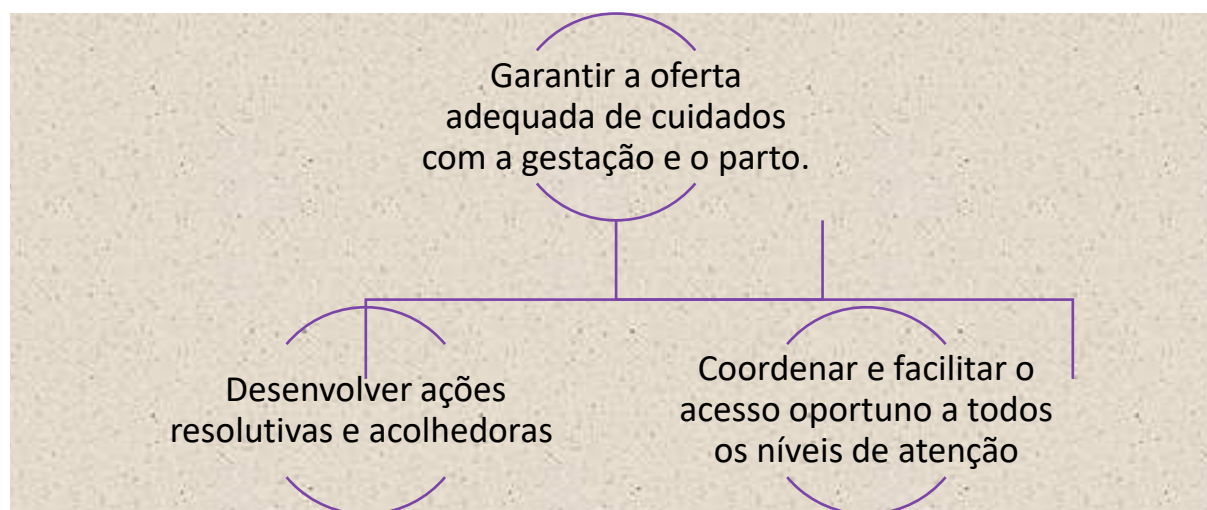 Garantir a oferta
adequada de cuidados
com a gestação e o parto.
Desenvolver ações
resolutivas e acolhedoras
Coordenar e facilitar o
acesso oportuno a todos
os níveis de atenção